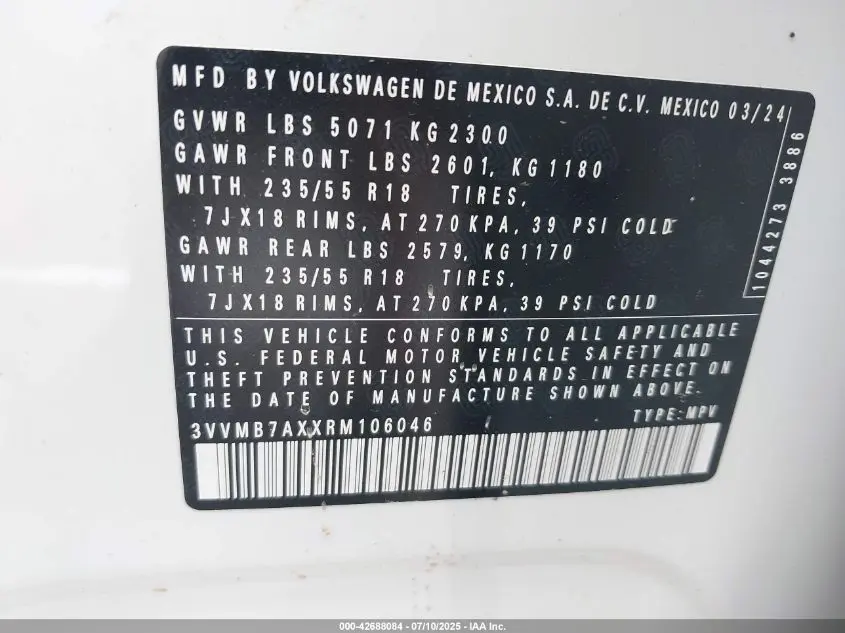 MFD BY VOLKSWAGEN DE MEXICO S.A. DE C.V. MEXICO 03/24
GVWR LBS 5071 KG 2300
GAWR FRONT LBS 2601, KG 1180
WITH 235/55 R18 TIRES,
7JX18 RIMS, AT 270 KPA, 39 PSI COLD
GAWR REAR LBS 2579, KG 1170
WITH 235/55 R18 TIRES,
7JX18 RIMS, AT 270 KPA, 39 PSI COLD
1044273 3886
THIS VEHICLE CONFORMS TO ALL APPLICABLE
U.S. FEDERAL MOTOR VEHICLE SAFETY AND
THEFT PREVENTION STANDARDS IN EFFECT ON
THE DATE OF MANUFACTURE SHOWN ABOVE.
3VVMB7AXXRM106046 TYPE: MPV
000-42688084 - 07/10/2025 - IAA Inc.